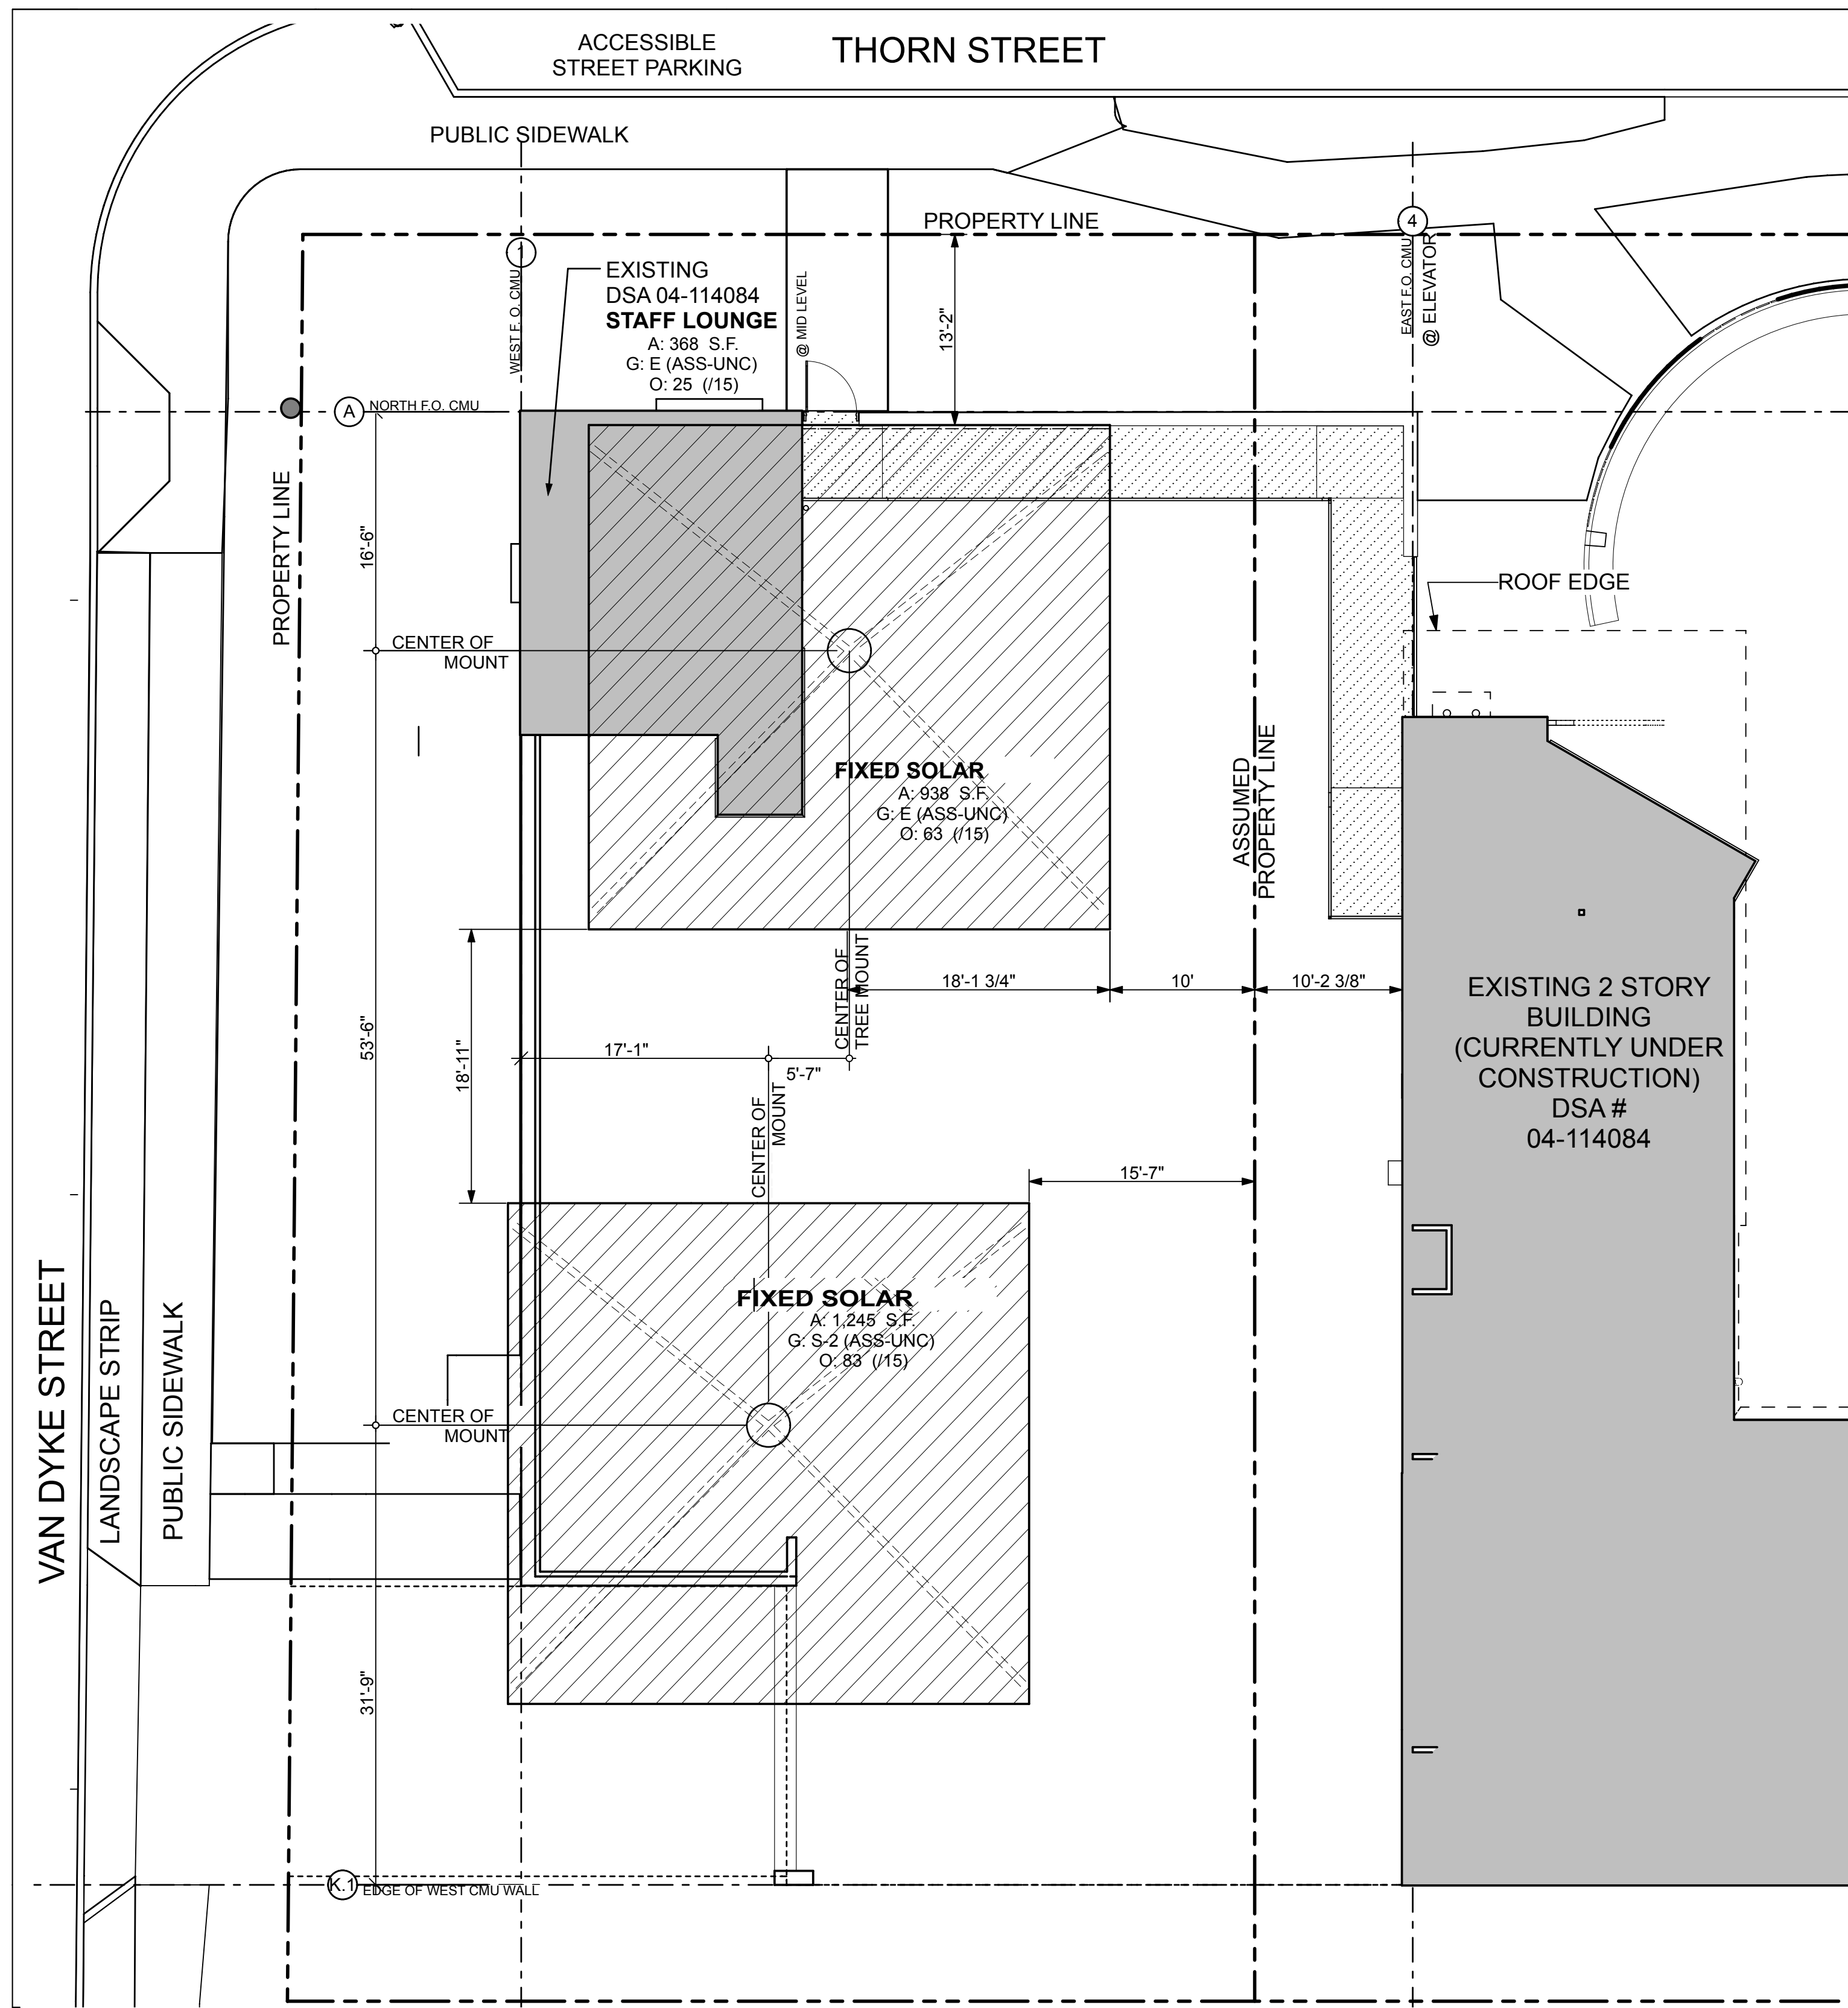 ACCESSIBLE
STREET PARKING
THORN STREET
PUBLIC SIDEWALK
PROPERTY LINE
1
4
WEST F. O. CMU
EXISTING
DSA 04-114084
STAFF LOUNGE
A: 368 S.F.
G: E (ASS-UNC)
O: 25 (/15)
@ MID LEVEL
13'-2"
EAST F.O. CMU
@ ELEVATOR
A
NORTH F.O. CMU
PROPERTY LINE
16'-6"
CENTER OF
MOUNT
ROOF EDGE
FIXED SOLAR
A: 938 S.F.
G: E (ASS-UNC)
O: 63 (/15)
ASSUMED
PROPERTY LINE
CENTER OF
TREE MOUNT
18'-1 3/4"
10'
10'-2 3/8"
EXISTING 2 STORY
BUILDING
(CURRENTLY UNDER
CONSTRUCTION)
DSA #
04-114084
53'-6"
18'-11"
17'-1"
5'-7"
CENTER OF
MOUNT
15'-7"
FIXED SOLAR
A: 1,245 S.F.
G: S-2 (ASS-UNC)
O: 83 (/15)
CENTER OF
MOUNT
VAN DYKE STREET
LANDSCAPE STRIP
PUBLIC SIDEWALK
31'-9"
K.1
EDGE OF WEST CMU WALL